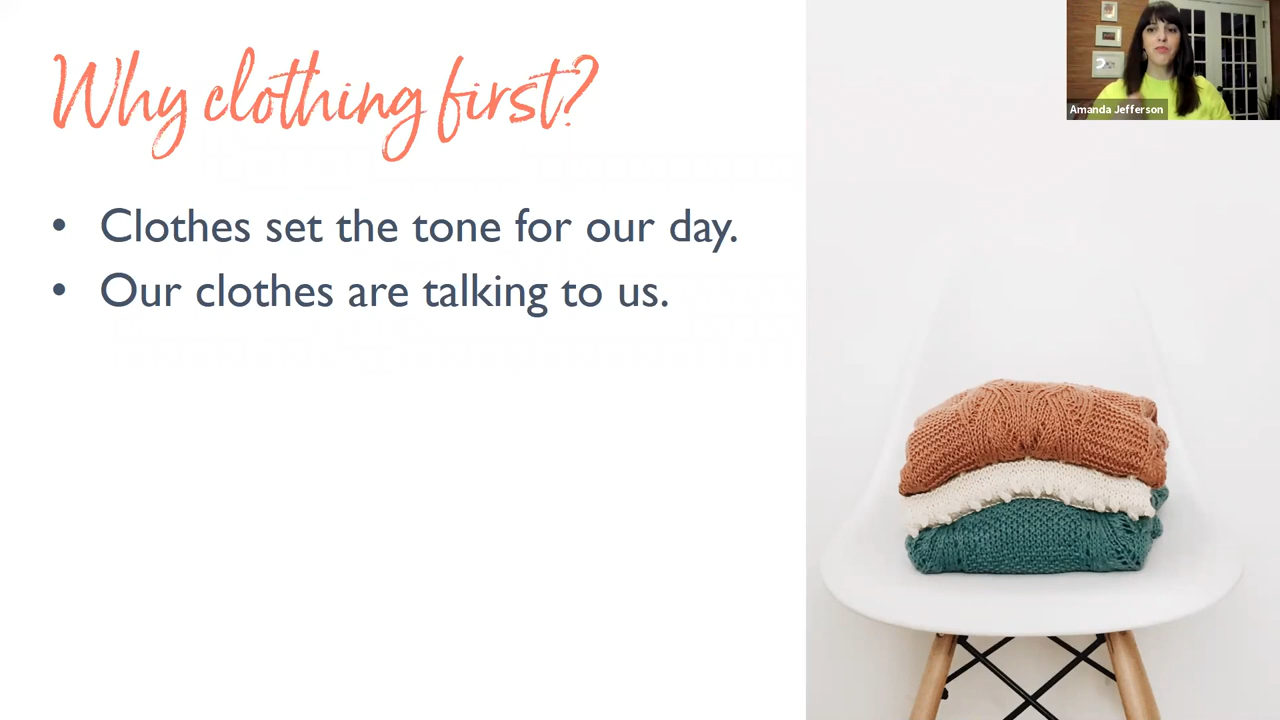 Why clothing first?
• Clothes set the tone for our day.
• Our clothes are talking to us.
Amanda Jefferson